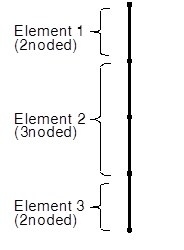 Element 1
(2noded)
Element 2
(3noded)
Element 3
(2noded)